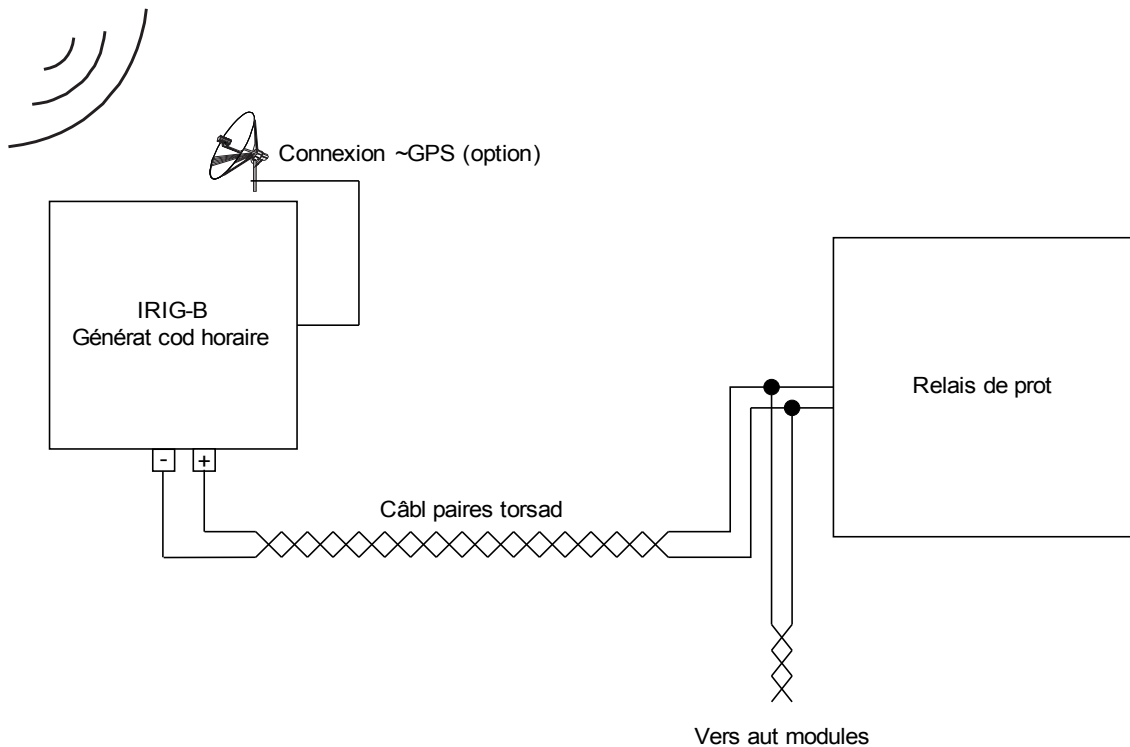 Connexion ~GPS (option)
IRIG-B
Générat cod horaire
Relais de prot
- +
Câbl paires torsad
Vers aut modules